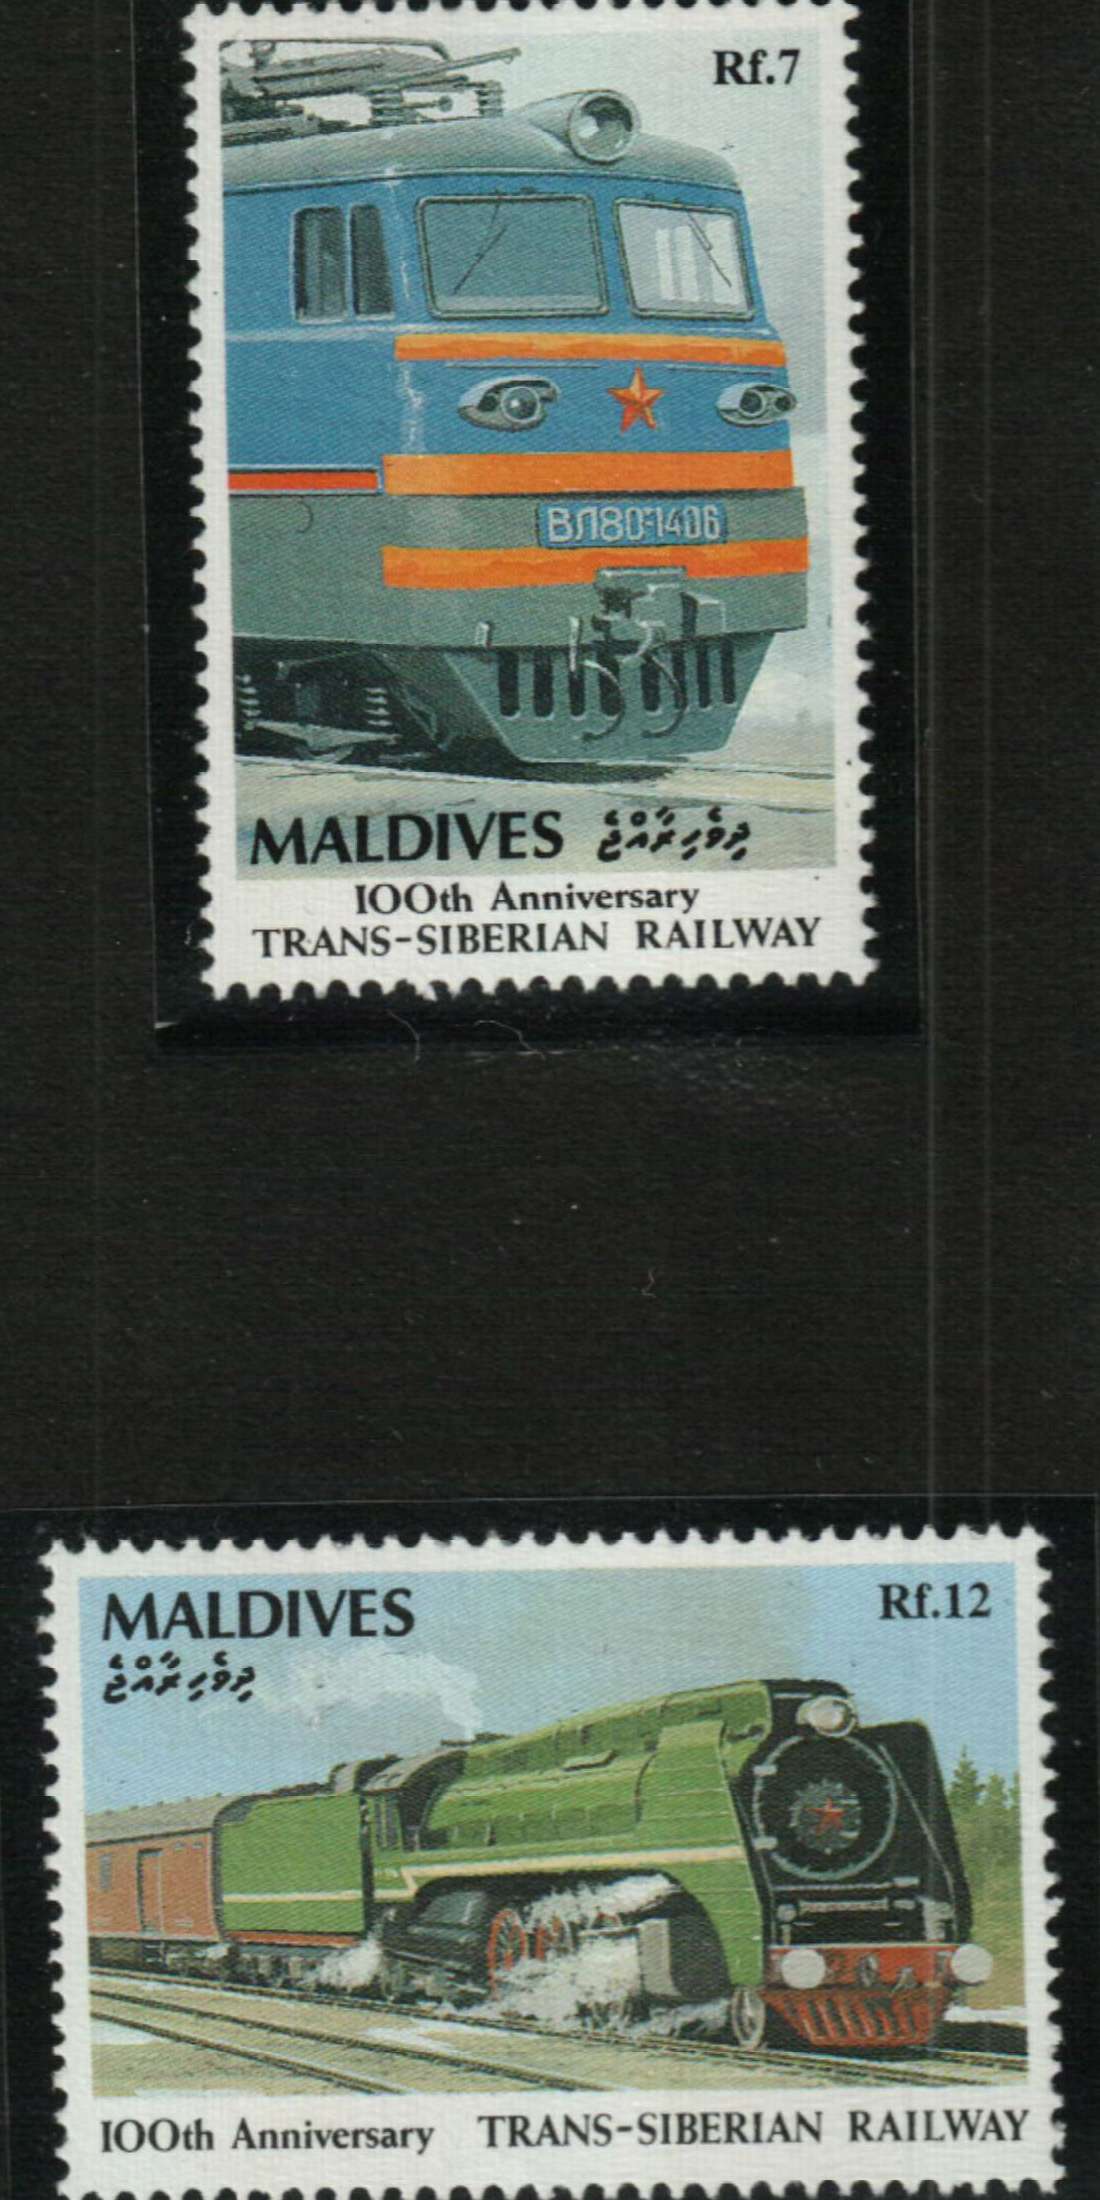 Rf.7
ВЛ80-1406
MALDIVES ދިވެހިރާއްޖެ
100th Anniversary
TRANS-SIBERIAN RAILWAY
MALDIVES Rf.12
ދިވެހިރާއްޖެ
100th Anniversary TRANS-SIBERIAN RAILWAY